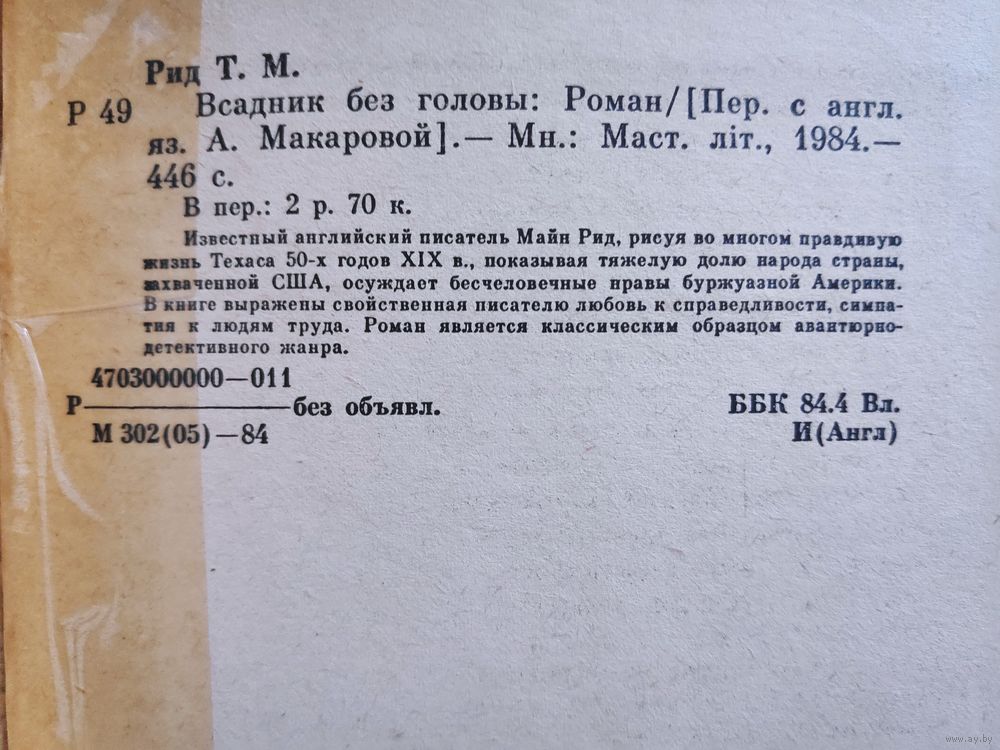 Рид Т. М.
Р 49 Всадник без головы: Роман/[Пер. с англ.
яз. А. Макаровой].— Мн.: Маст. літ., 1984.—
446 с.
В пер.: 2 р. 70 к.
Известный английский писатель Майн Рид, рисуя во многом правдивую
жизнь Техаса 50-х годов XIX в., показывая тяжелую долю народа страны,
захваченной США, осуждает бесчеловечные нравы буржуазной Америки.
В книге выражены свойственная писателю любовь к справедливости, симпа-
тия к людям труда. Роман является классическим образцом авантюрно-
детективного жанра.
4703000000—011
Р————————без объявл.
М 302(05)—84
ББК 84.4 Вл.
И(Англ)
www.ay.by